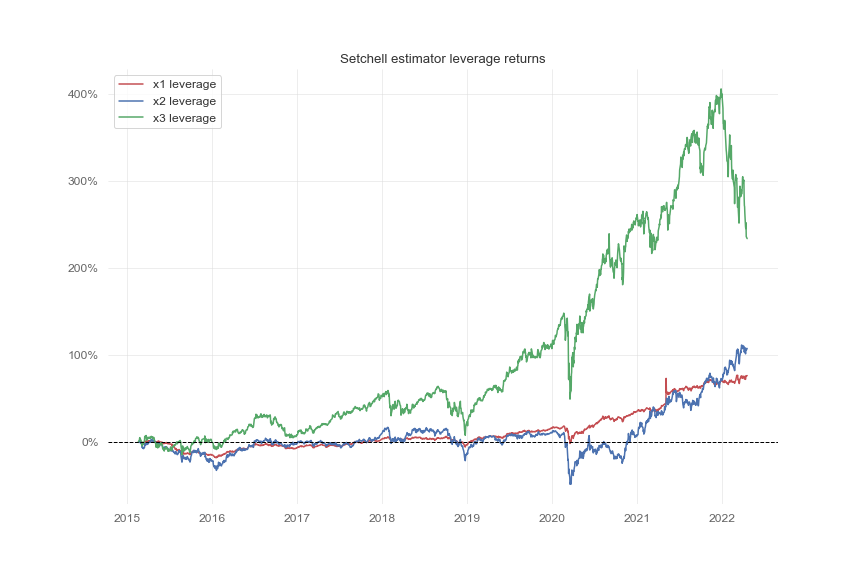 Setchell estimator leverage returns
x1 leverage
x2 leverage
x3 leverage
400%
300%
200%
100%
0%
2015 2016 2017 2018 2019 2020 2021 2022